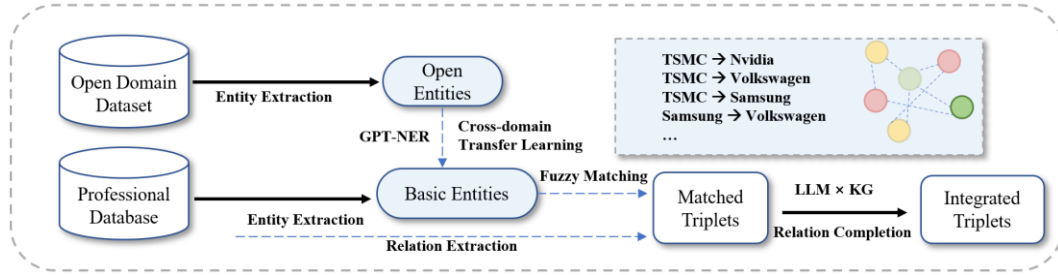 Open Domain
Dataset
Entity Extraction
Open
Entities
GPT-NER
Cross-domain
Transfer Learning
TSMC → Nvidia
TSMC → Volkswagen
TSMC → Samsung
Samsung → Volkswagen
...
Professional
Database
Entity Extraction
Basic Entities
Fuzzy Matching
Relation Extraction
Matched
Triplets
LLM × KG
Relation Completion
Integrated
Triplets